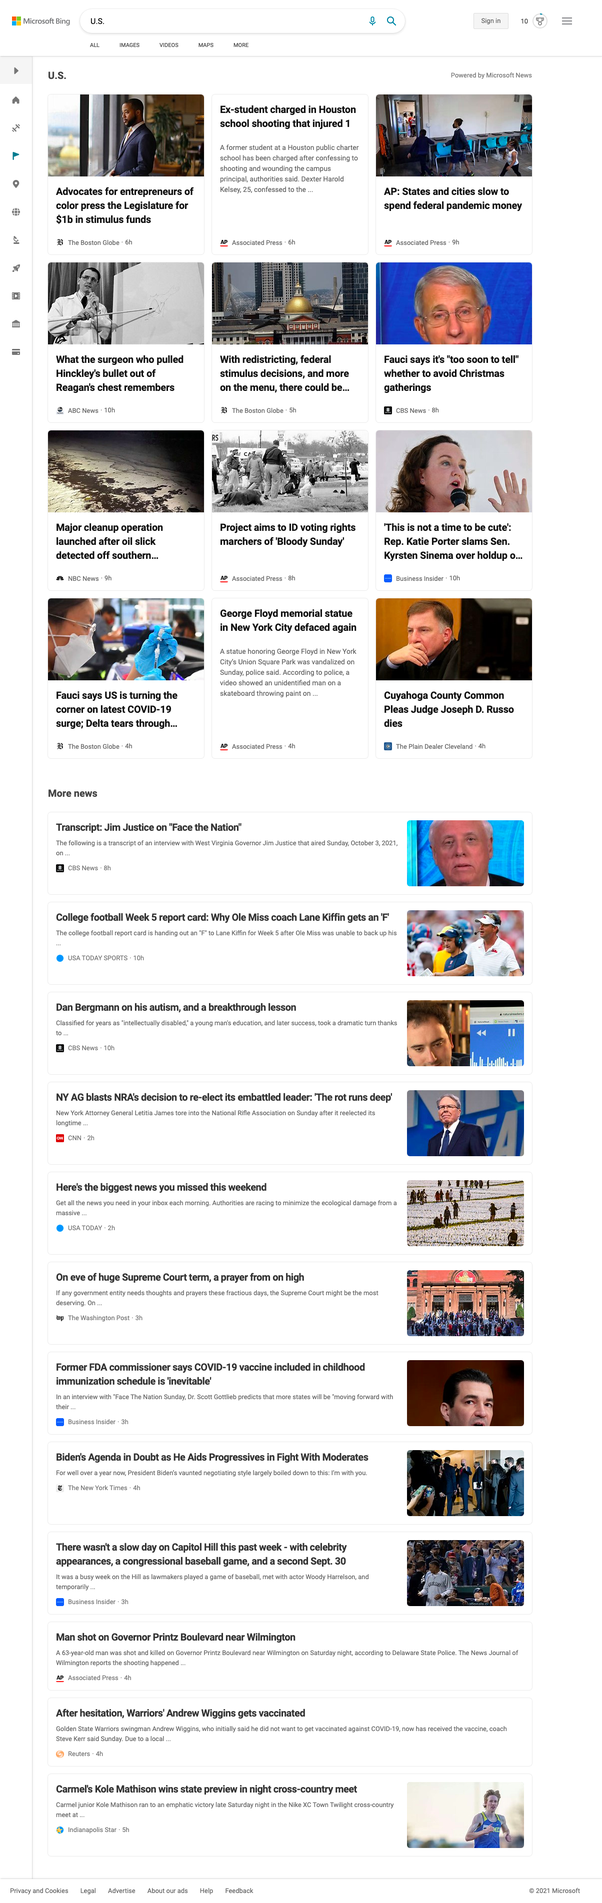 Microsoft Bing
U.S.
Sign in
10
ALL
IMAGES
VIDEOS
MAPS
MORE
U.S.
Powered by Microsoft News
Advocates for entrepreneurs of
color press the Legislature for
$1b in stimulus funds
The Boston Globe · 6h
Ex-student charged in Houston
school shooting that injured 1
A former student at a Houston public charter
school has been charged after confessing to
shooting and wounding the campus
principal, authorities said. Dexter Harold
Kelsey, 25, confessed to the ...
AP Associated Press · 6h
AP: States and cities slow to
spend federal pandemic money
AP Associated Press · 9h
What the surgeon who pulled
Hinckley's bullet out of
Reagan's chest remembers
ABC News · 10h
With redistricting, federal
stimulus decisions, and more
on the menu, there could be...
The Boston Globe · 5h
Fauci says it's "too soon to tell"
whether to avoid Christmas
gatherings
CBS News · 8h
Major cleanup operation
launched after oil slick
detected off southern...
NBC News · 9h
RS
Project aims to ID voting rights
marchers of 'Bloody Sunday'
AP Associated Press · 8h
'This is not a time to be cute':
Rep. Katie Porter slams Sen.
Kyrsten Sinema over holdup o...
Business Insider · 10h
Fauci says US is turning the
corner on latest COVID-19
surge; Delta tears through...
The Boston Globe · 4h
George Floyd memorial statue
in New York City defaced again
A statue honoring George Floyd in New York
City's Union Square Park was vandalized on
Sunday, police said. According to police, a
video showed an unidentified man on a
skateboard throwing paint on ...
AP Associated Press · 4h
Cuyahoga County Common
Pleas Judge Joseph D. Russo
dies
The Plain Dealer Cleveland · 4h
More news
Transcript: Jim Justice on "Face the Nation"
The following is a transcript of an interview with West Virginia Governor Jim Justice that aired Sunday, October 3, 2021,
on ...
CBS News · 8h
College football Week 5 report card: Why Ole Miss coach Lane Kiffin gets an 'F'
The college football report card is handing out an "F" to Lane Kiffin for Week 5 after Ole Miss was unable to back up his
...
USA TODAY SPORTS · 10h
Dan Bergmann on his autism, and a breakthrough lesson
Classified for years as "intellectually disabled," a young man's education, and later success, took a dramatic turn thanks
to ...
CBS News · 10h
NY AG blasts NRA's decision to re-elect its embattled leader: 'The rot runs deep'
New York Attorney General Letitia James tore into the National Rifle Association on Sunday after it reelected its
longtime ...
CNN · 2h
Here's the biggest news you missed this weekend
Get all the news you need in your inbox each morning. Authorities are racing to minimize the ecological damage from a
massive ...
USA TODAY · 2h
On eve of huge Supreme Court term, a prayer from on high
If any government entity needs thoughts and prayers these fractious days, the Supreme Court might be the most
deserving. On ...
wp The Washington Post · 3h
Former FDA commissioner says COVID-19 vaccine included in childhood
immunization schedule is 'inevitable'
In an interview with "Face The Nation Sunday, Dr. Scott Gottlieb predicts that more states will be "moving forward with
their ...
Business Insider · 3h
Biden's Agenda in Doubt as He Aids Progressives in Fight With Moderates
For well over a year now, President Biden's vaunted negotiating style largely boiled down to this: I'm with you.
The New York Times · 4h
There wasn't a slow day on Capitol Hill this past week - with celebrity
appearances, a congressional baseball game, and a second Sept. 30
It was a busy week on the Hill as lawmakers played a game of baseball, met with actor Woody Harrelson, and
temporarily ...
Business Insider · 3h
Man shot on Governor Printz Boulevard near Wilmington
A 63-year-old man was shot and killed on Governor Printz Boulevard near Wilmington on Saturday night, according to Delaware State Police. The News Journal of
Wilmington reports the shooting happened ...
AP Associated Press · 4h
After hesitation, Warriors' Andrew Wiggins gets vaccinated
Golden State Warriors swingman Andrew Wiggins, who initially said he did not want to get vaccinated against COVID-19, now has received the vaccine, coach
Steve Kerr said Sunday. Due to a local ...
Reuters · 4h
Carmel's Kole Mathison wins state preview in night cross-country meet
Carmel junior Kole Mathison ran to an emphatic victory late Saturday night in the Nike XC Town Twilight cross-country
meet at ...
Indianapolis Star · 5h
Privacy and Cookies
Legal
Advertise
About our ads
Help
Feedback
© 2021 Microsoft